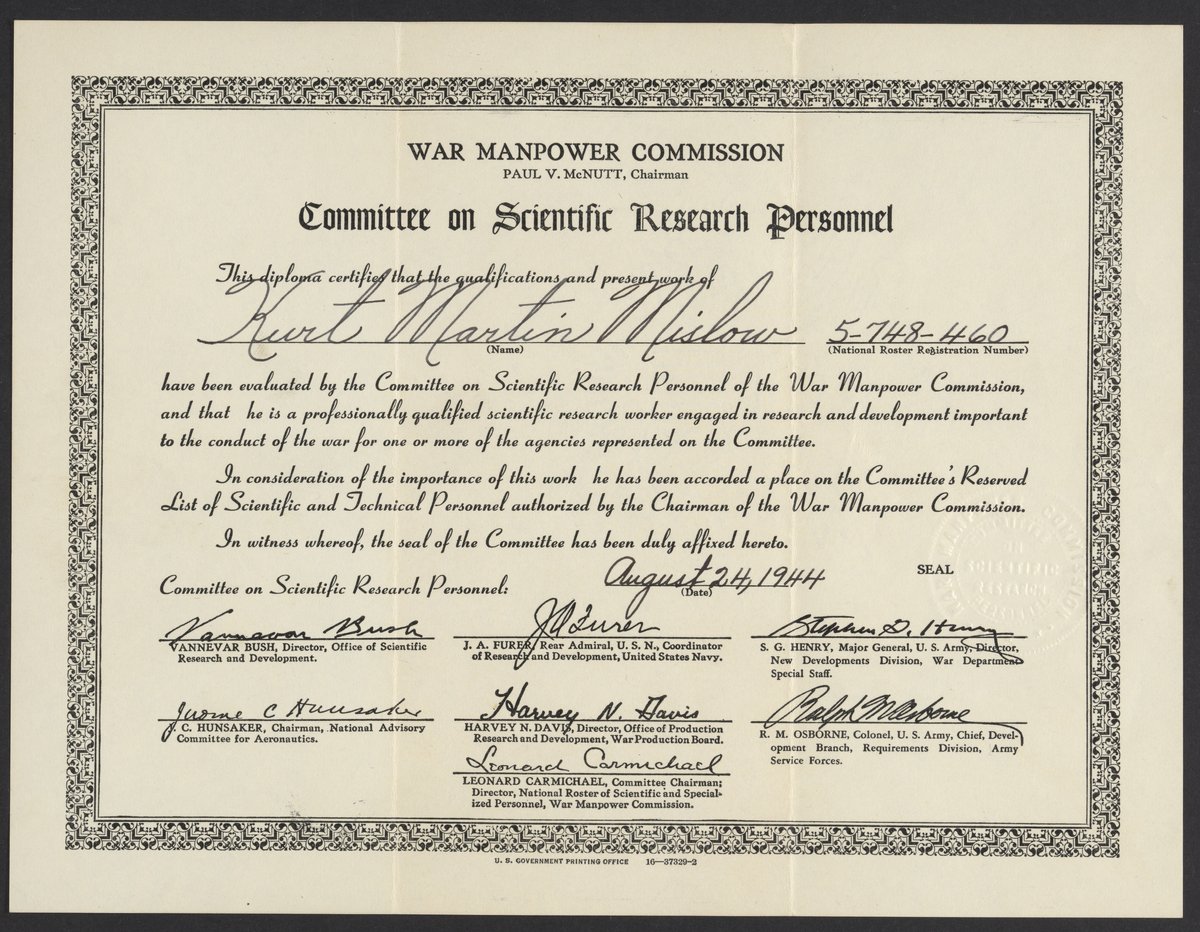 WAR MANPOWER COMMISSION
PAUL V. McNUTT, Chairman
Committee on Scientific Research Personnel
This diploma certifies that the qualifications and present work of
Kurt Martin Mislow 5-748-460
(Name) (National Roster Registration Number)
have been evaluated by the Committee on Scientific Research Personnel of the War Manpower Commission,
and that he is a professionally qualified scientific research worker engaged in research and development important
to the conduct of the war for one or more of the agencies represented on the Committee.
In consideration of the importance of this work he has been accorded a place on the Committee's Reserved
List of Scientific and Technical Personnel authorized by the Chairman of the War Manpower Commission.
In witness whereof, the seal of the Committee has been duly affixed hereto.
August 24, 1944
(Date)
SEAL
SCIENTIFIC
RESEARCH
Committee on Scientific Research Personnel:
Vannevar Bush
VANNEVAR BUSH, Director, Office of Scientific
Research and Development.
J A Furer
J. A. FURER, Rear Admiral, U. S. N., Coordinator
of Research and Development, United States Navy.
Stephen G. Henry
S. G. HENRY, Major General, U. S. Army, Director,
New Developments Division, War Department
Special Staff.
Jerome C Hunsaker
J. C. HUNSAKER, Chairman, National Advisory
Committee for Aeronautics.
Harvey N. Davis
HARVEY N. DAVIS, Director, Office of Production
Research and Development, War Production Board.
Ralph M Osborne
R. M. OSBORNE, Colonel, U. S. Army, Chief, Devel-
opment Branch, Requirements Division, Army
Service Forces.
Leonard Carmichael
LEONARD CARMICHAEL, Committee Chairman;
Director, National Roster of Scientific and Special-
ized Personnel, War Manpower Commission.
U. S. GOVERNMENT PRINTING OFFICE 16—37329-2